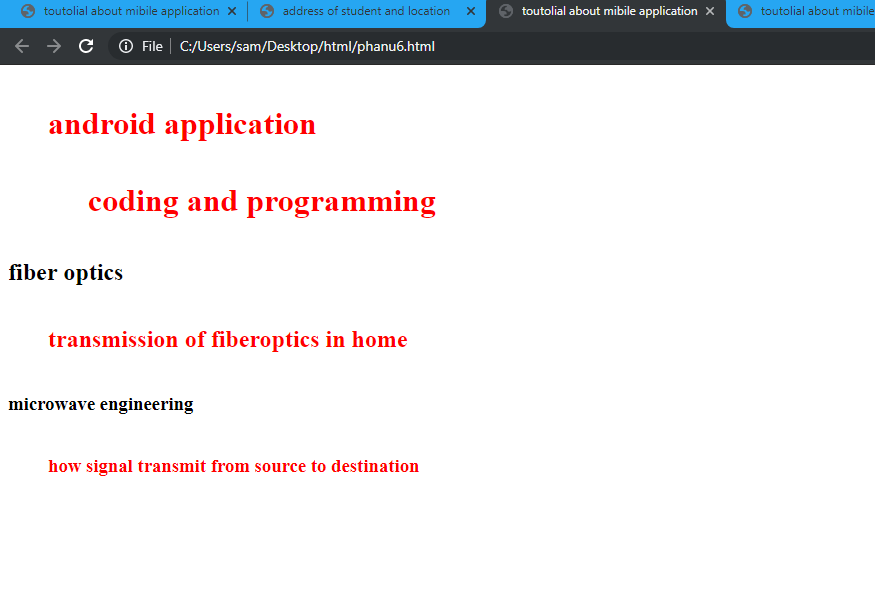 toutolial about mibile application
address of student and location
toutolial about mibile application
toutolial about mibile
File
C:/Users/sam/Desktop/html/phanu6.html
android application
coding and programming
fiber optics
transmission of fiberoptics in home
microwave engineering
how signal transmit from source to destination